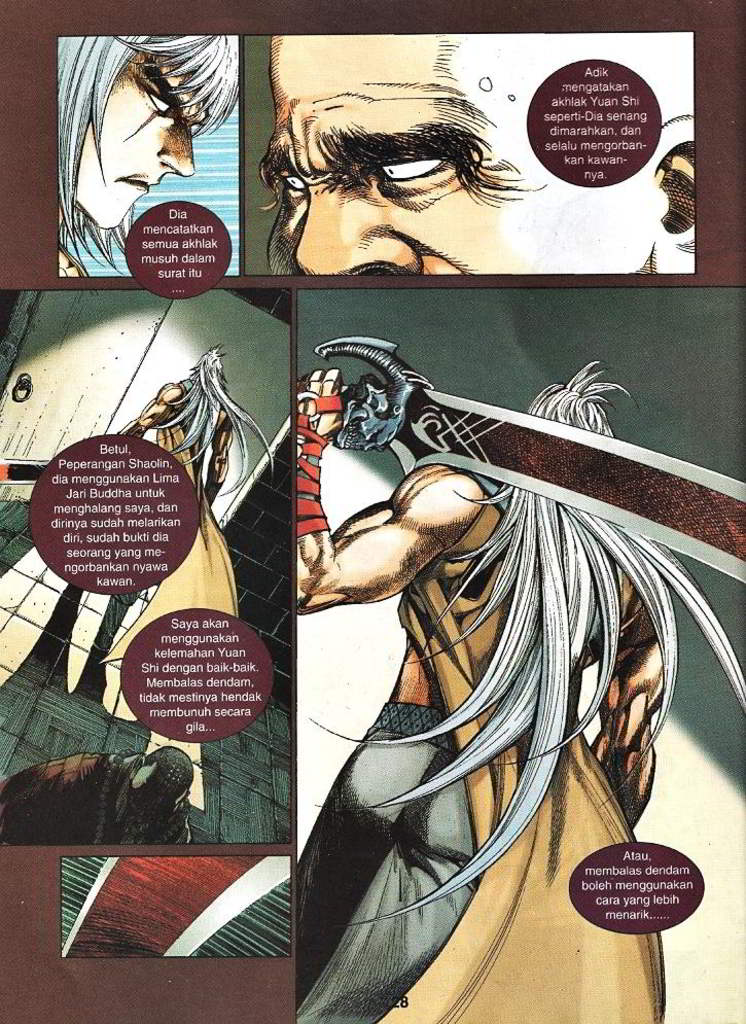 Dia
mencatatkan
semua akhlak
musuh dalam
surat itu
....
Adik
mengatakan
akhlak Yuan Shi
seperti-Dia senang
dimarahkan, dan
selalu mengorban-
kan kawan-
nya.
Betul,
Peperangan Shaolin,
dia menggunakan Lima
Jari Buddha untuk
menghalang saya, dan
dirinya sudah melarikan
diri, sudah bukti dia
seorang yang me-
ngorbankan nyawa
kawan.
Saya akan
menggunakan
kelemahan Yuan
Shi dengan baik-baik.
Membalas dendam,
tidak mestinya hendak
membunuh secara
gila...
Atau,
membalas dendam
boleh menggunakan
cara yang lebih
menarik......
28